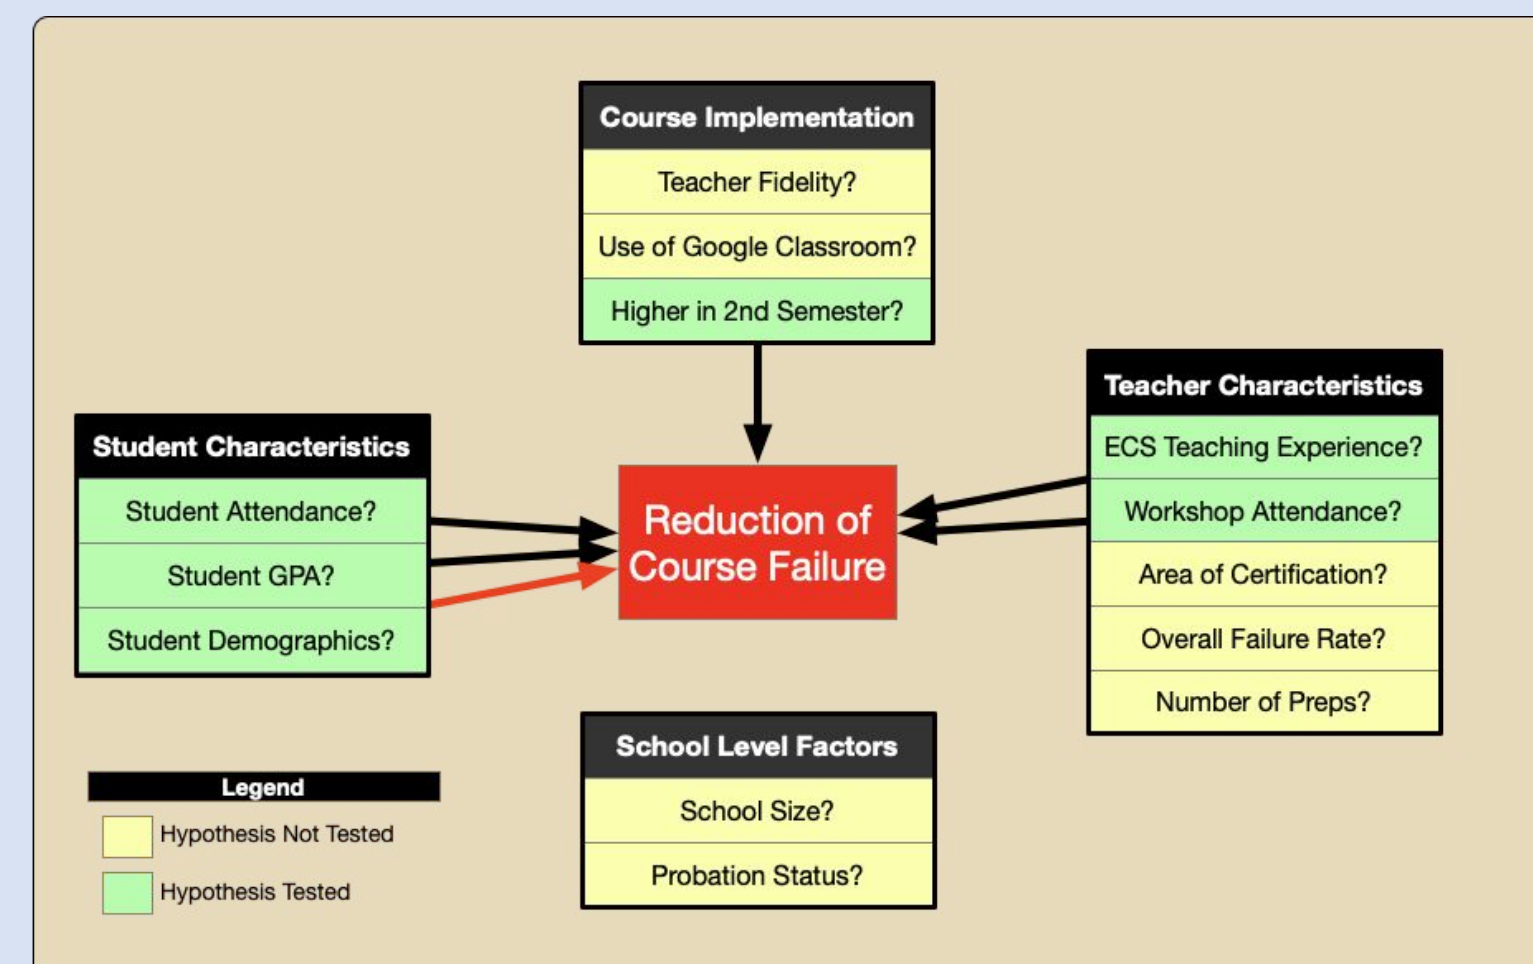 Course Implementation
Teacher Fidelity?
Use of Google Classroom?
Higher in 2nd Semester?
Teacher Characteristics
ECS Teaching Experience?
Workshop Attendance?
Area of Certification?
Overall Failure Rate?
Number of Preps?
Student Characteristics
Student Attendance?
Student GPA?
Student Demographics?
Reduction of
Course Failure
School Level Factors
School Size?
Probation Status?
Legend
Hypothesis Not Tested
Hypothesis Tested